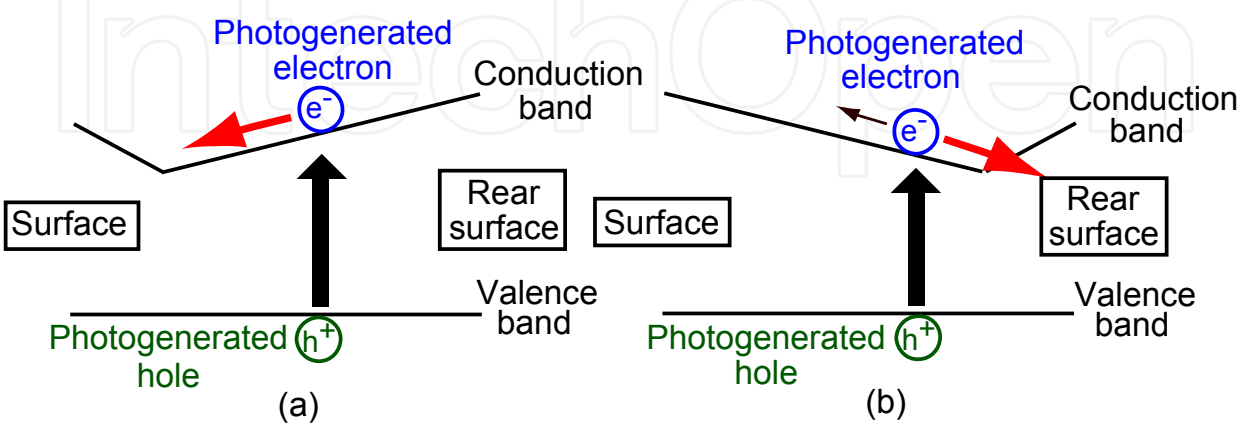 IntechOpen
Photogenerated
electron
e-
Conduction
band
Surface
Rear
surface
Valence
band
Photogenerated
hole
h+
(a)
Photogenerated
electron
e-
Conduction
band
Surface
Rear
surface
Valence
band
Photogenerated
hole
h+
(b)